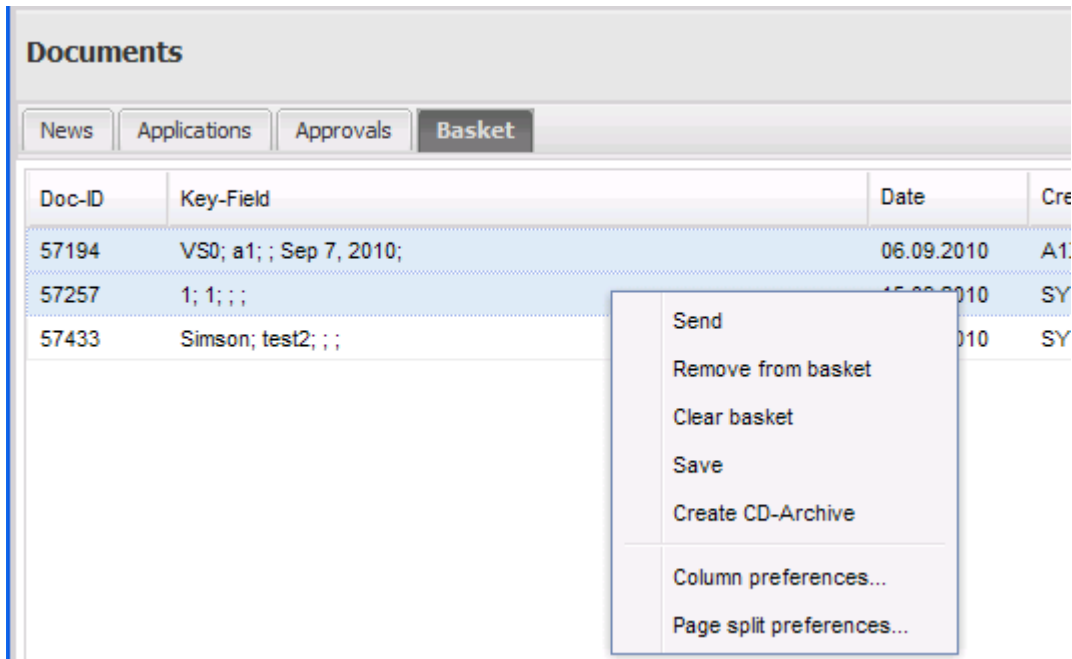 Documents
News Applications Approvals Basket
Doc-ID Key-Field Date
57194 VS0; a1; ; Sep 7, 2010; 06.09.2010
57257 1; 1; ; ; SY
57433 Simson; test2; ; ; SY
Send
Remove from basket
Clear basket
Save
Create CD-Archive
Column preferences...
Page split preferences...